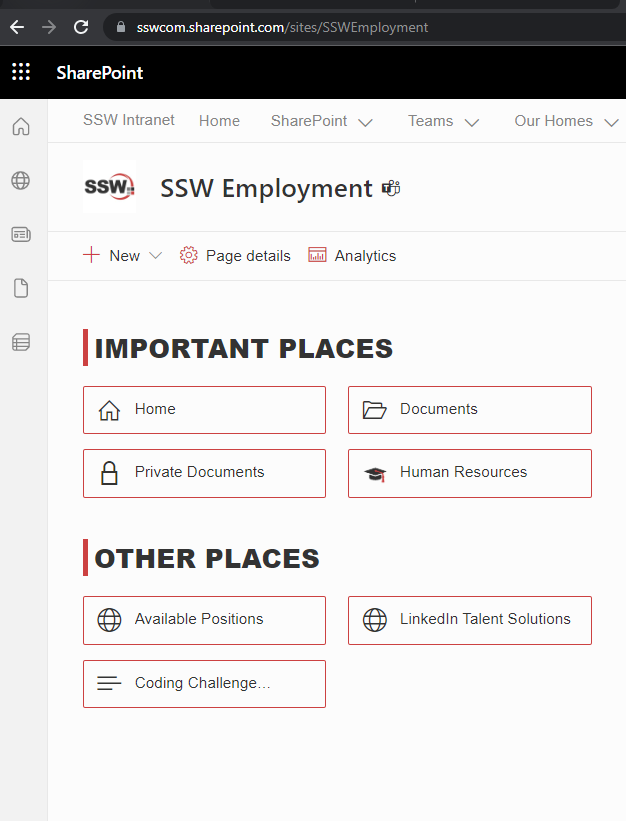 sswcom.sharepoint.com/sites/SSWEmployment
SharePoint
SSW Intranet Home SharePoint Teams Our Homes
SSW SSW Employment
New Page details Analytics
IMPORTANT PLACES
Home Documents
Private Documents Human Resources
OTHER PLACES
Available Positions LinkedIn Talent Solutions
Coding Challenge...